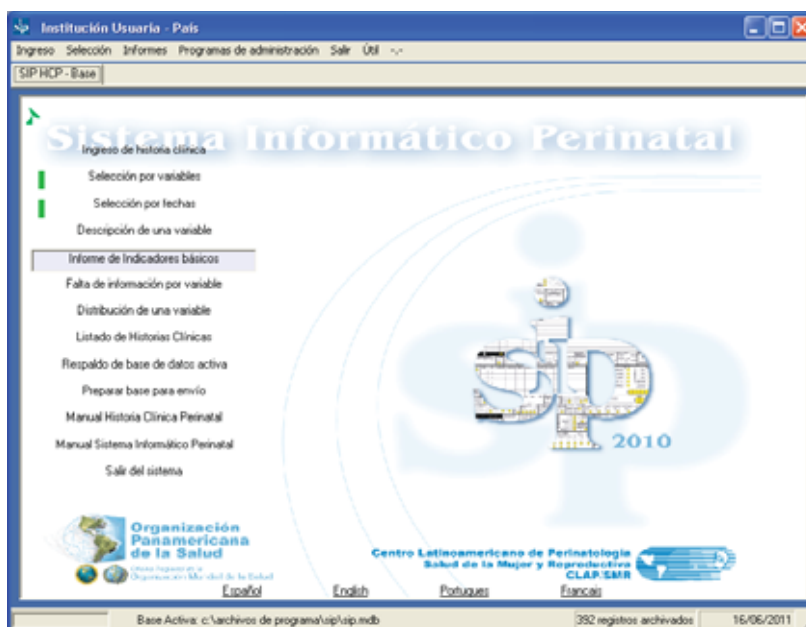 Institución Usuaria - País
Ingreso Selección Informes Programas de administración Salir Útil -.-
SIP HCP - Base
Sistema Informático Perinatal
Ingreso de historia clínica
Selección por variables
Selección por fechas
Descripción de una variable
Informe de Indicadores básicos
Falta de información por variable
Distribución de una variable
Listado de Historias Clínicas
Respaldo de base de datos activa
Preparar base para envío
Manual Historia Clínica Perinatal
Manual Sistema Informático Perinatal
Salir del sistema
sip
2010
Organización
Panamericana
de la Salud
Oficina Regional de la
Organización Mundial de la Salud
Centro Latinoamericano de Perinatología
Salud de la Mujer y Reproductiva
CLAP/SMR
Español English Portugues Francais
Base Activa: c:\archivos de programa\sip\sip.mdb 392 registros archivados 16/06/2011